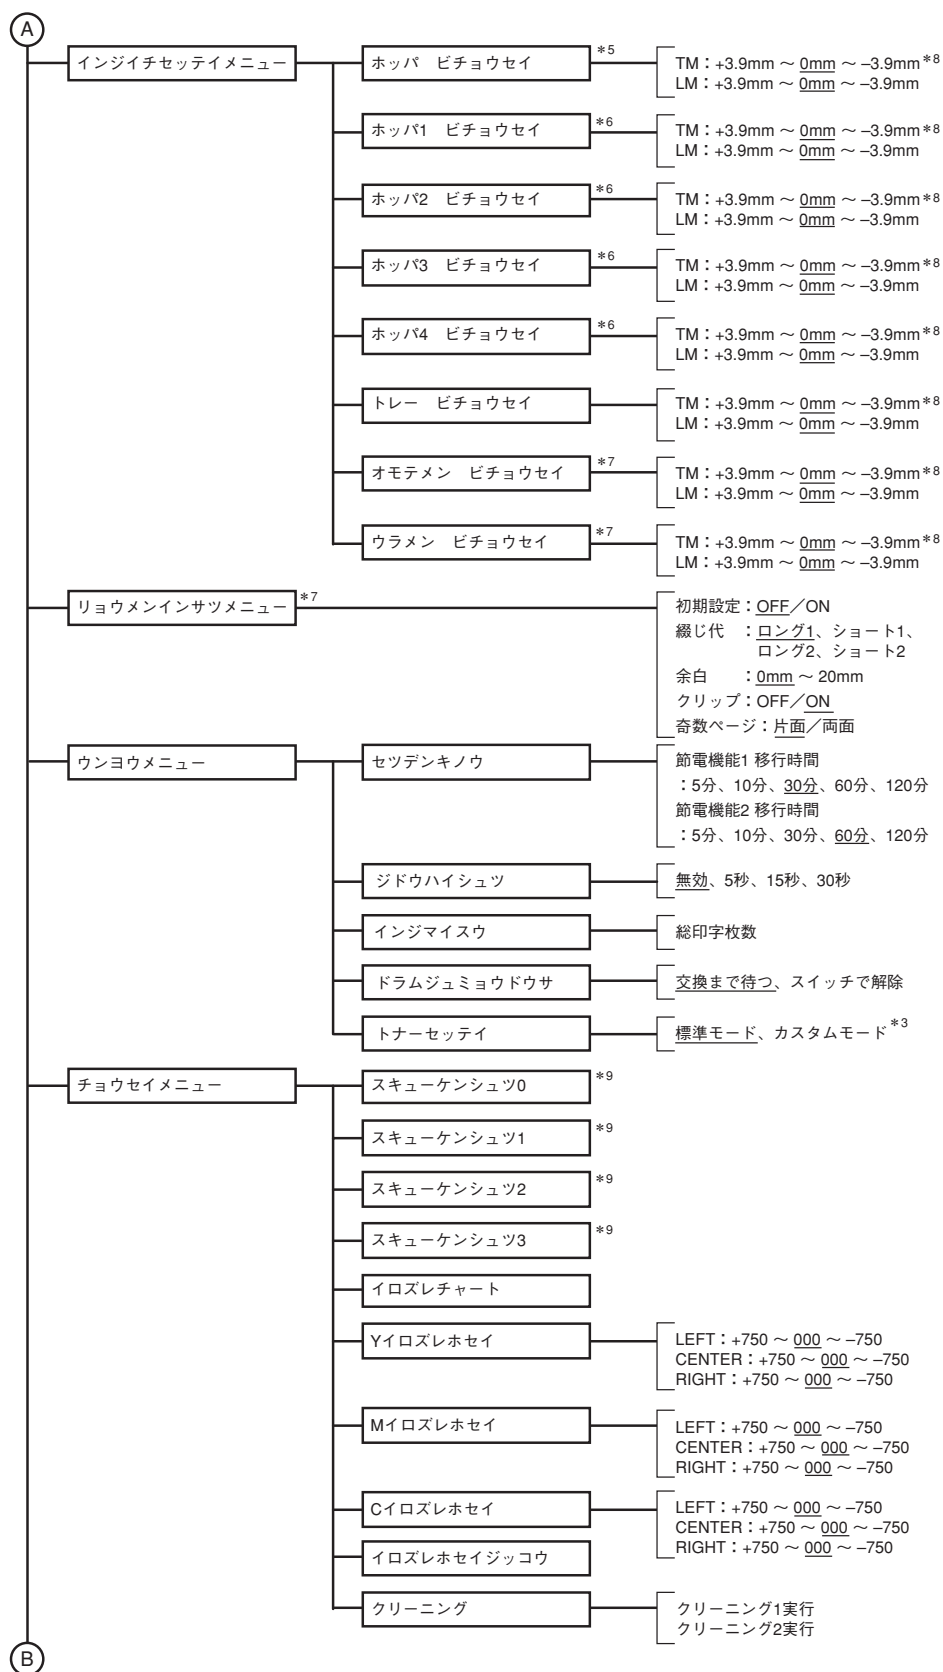 A
インジイチセッテイメニュー
ホッパ　ビチョウセイ
*5
TM：+3.9mm ～ 0mm ～ –3.9mm*8
LM：+3.9mm ～ 0mm ～ –3.9mm
ホッパ1　ビチョウセイ
*6
TM：+3.9mm ～ 0mm ～ –3.9mm*8
LM：+3.9mm ～ 0mm ～ –3.9mm
ホッパ2　ビチョウセイ
*6
TM：+3.9mm ～ 0mm ～ –3.9mm*8
LM：+3.9mm ～ 0mm ～ –3.9mm
ホッパ3　ビチョウセイ
*6
TM：+3.9mm ～ 0mm ～ –3.9mm*8
LM：+3.9mm ～ 0mm ～ –3.9mm
ホッパ4　ビチョウセイ
*6
TM：+3.9mm ～ 0mm ～ –3.9mm*8
LM：+3.9mm ～ 0mm ～ –3.9mm
トレー　ビチョウセイ
TM：+3.9mm ～ 0mm ～ –3.9mm*8
LM：+3.9mm ～ 0mm ～ –3.9mm
オモテメン　ビチョウセイ
*7
TM：+3.9mm ～ 0mm ～ –3.9mm*8
LM：+3.9mm ～ 0mm ～ –3.9mm
ウラメン　ビチョウセイ
*7
TM：+3.9mm ～ 0mm ～ –3.9mm*8
LM：+3.9mm ～ 0mm ～ –3.9mm
リョウメンインサツメニュー
*7
初期設定：OFF／ON
綴じ代　：ロング1、ショート1、
ロング2、ショート2
余白　　：0mm ～ 20mm
クリップ：OFF／ON
奇数ページ：片面／両面
ウンヨウメニュー
セツデンキノウ
節電機能1 移行時間
：5分、10分、30分、60分、120分
節電機能2 移行時間
：5分、10分、30分、60分、120分
ジドウハイシュツ
無効、5秒、15秒、30秒
インジマイスウ
総印字枚数
ドラムジュミョウドウサ
交換まで待つ、スイッチで解除
トナーセッテイ
標準モード、カスタムモード*3
チョウセイメニュー
スキューケンシュツ0
*9
スキューケンシュツ1
*9
スキューケンシュツ2
*9
スキューケンシュツ3
*9
イロズレチャート
Yイロズレホセイ
LEFT：+750 ～ 000 ～ –750
CENTER：+750 ～ 000 ～ –750
RIGHT：+750 ～ 000 ～ –750
Mイロズレホセイ
LEFT：+750 ～ 000 ～ –750
CENTER：+750 ～ 000 ～ –750
RIGHT：+750 ～ 000 ～ –750
Cイロズレホセイ
LEFT：+750 ～ 000 ～ –750
CENTER：+750 ～ 000 ～ –750
RIGHT：+750 ～ 000 ～ –750
イロズレホセイジッコウ
クリーニング
クリーニング1実行
クリーニング2実行
B